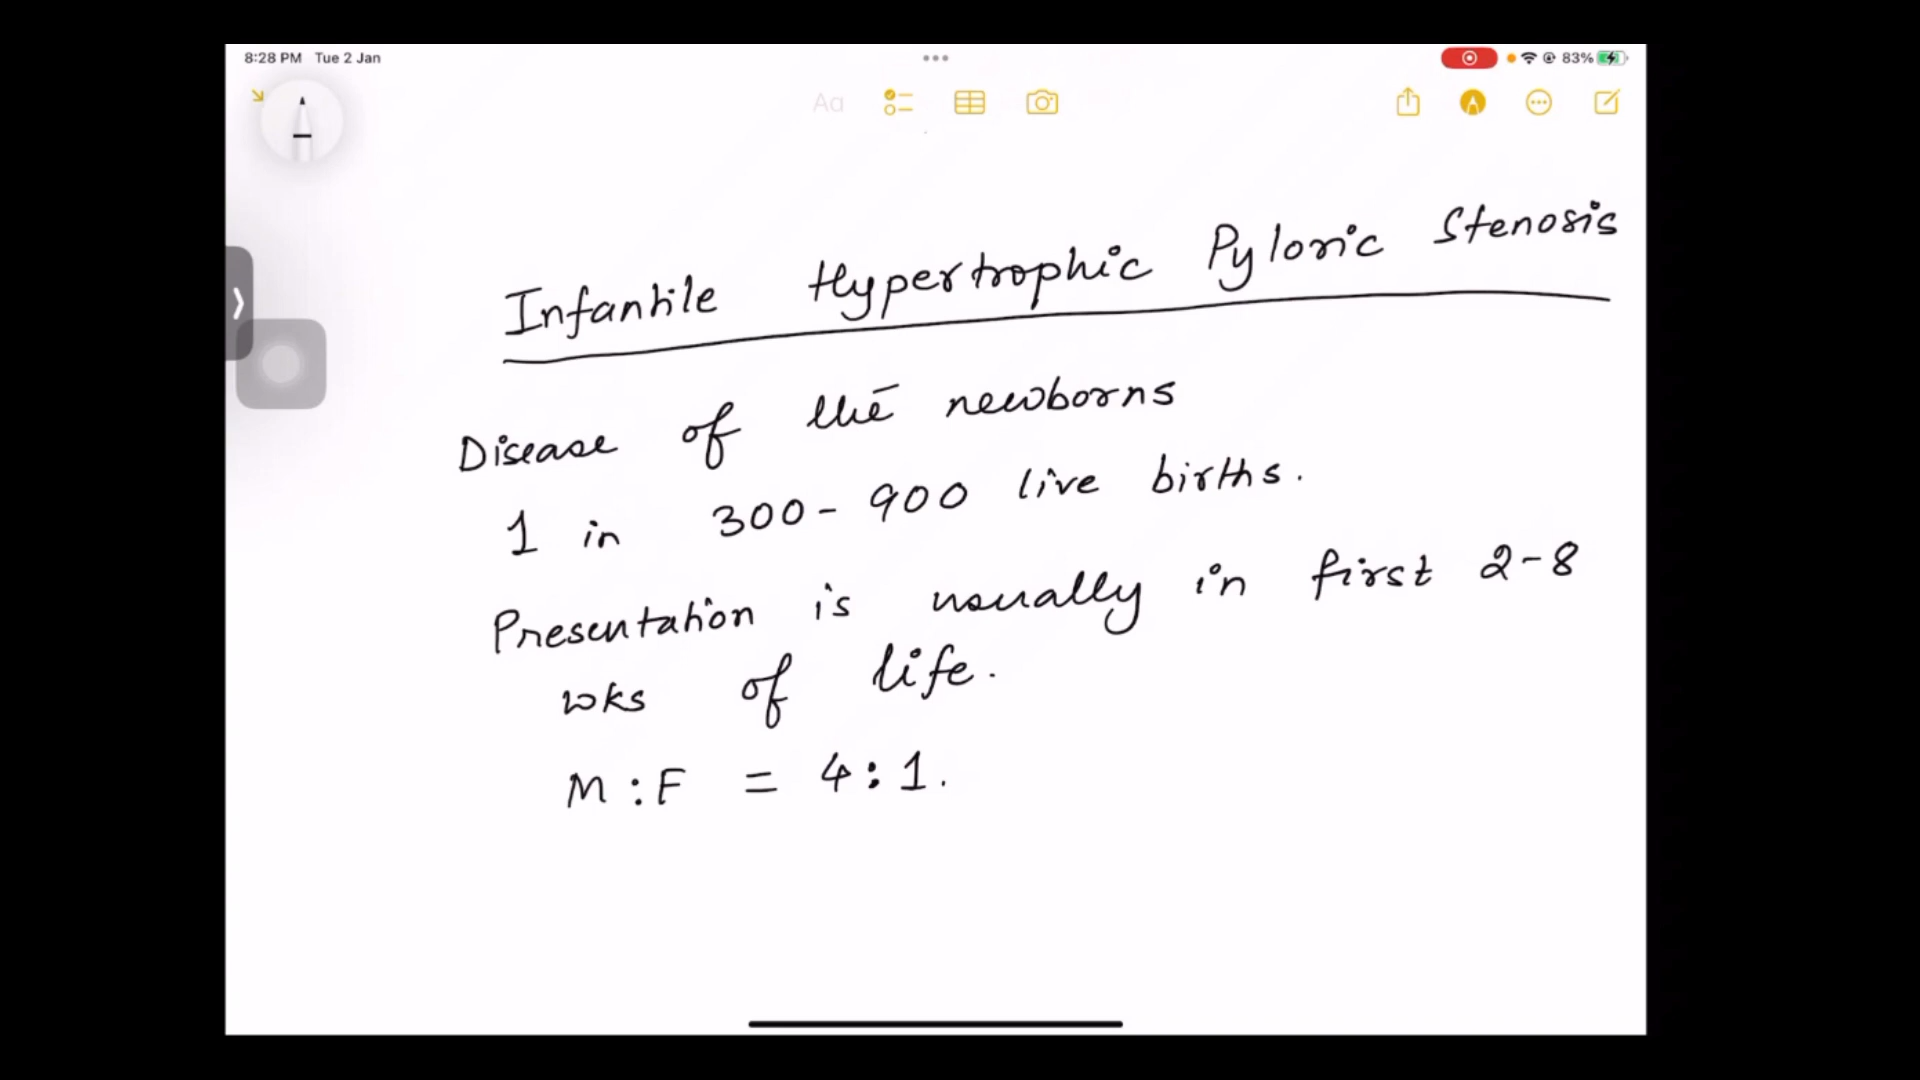 8:28 PM Tue 2 Jan
83%
Aa
Infantile Hypertrophic Pyloric Stenosis
Disease of the newborns
1 in 300-900 live births.
Presentation is usually in first 2-8
wks of life.
M:F = 4:1.